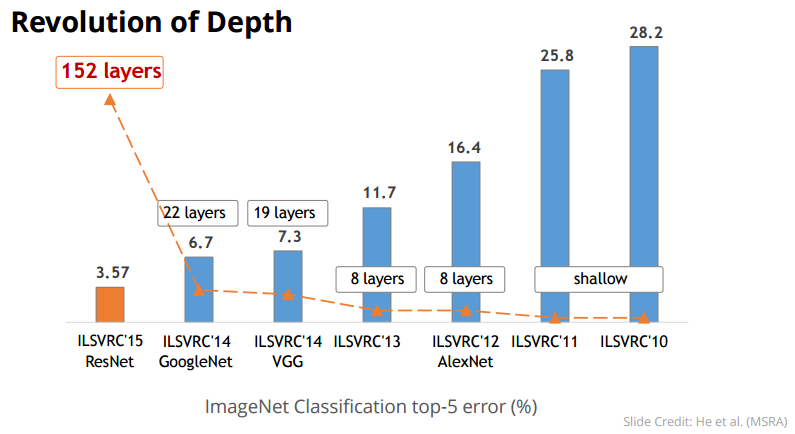 Revolution of Depth
28.2
25.8
152 layers
16.4
11.7
22 layers
19 layers
6.7
7.3
3.57
8 layers
8 layers
shallow
ILSVRC'15
ResNet
ILSVRC'14
GoogleNet
ILSVRC'14
VGG
ILSVRC'13
ILSVRC'12
AlexNet
ILSVRC'11
ILSVRC'10
ImageNet Classification top-5 error (%)
Slide Credit: He et al. (MSRA)